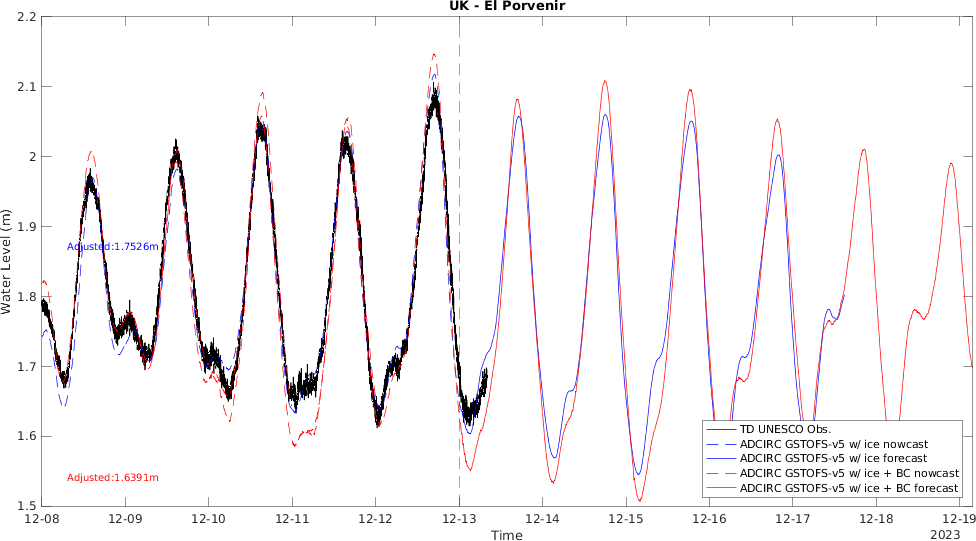 UK - El Porvenir
2.2
2.1
2
1.9
1.8
1.7
1.6
1.5
Water Level (m)
Adjusted:1.7526m
Adjusted:1.6391m
TD UNESCO Obs.
ADCIRC GSTOFS-v5 w/ ice nowcast
ADCIRC GSTOFS-v5 w/ ice forecast
ADCIRC GSTOFS-v5 w/ ice + BC nowcast
ADCIRC GSTOFS-v5 w/ ice + BC forecast
12-08 12-09 12-10 12-11 12-12 12-13 12-14 12-15 12-16 12-17 12-18 12-19
Time
2023